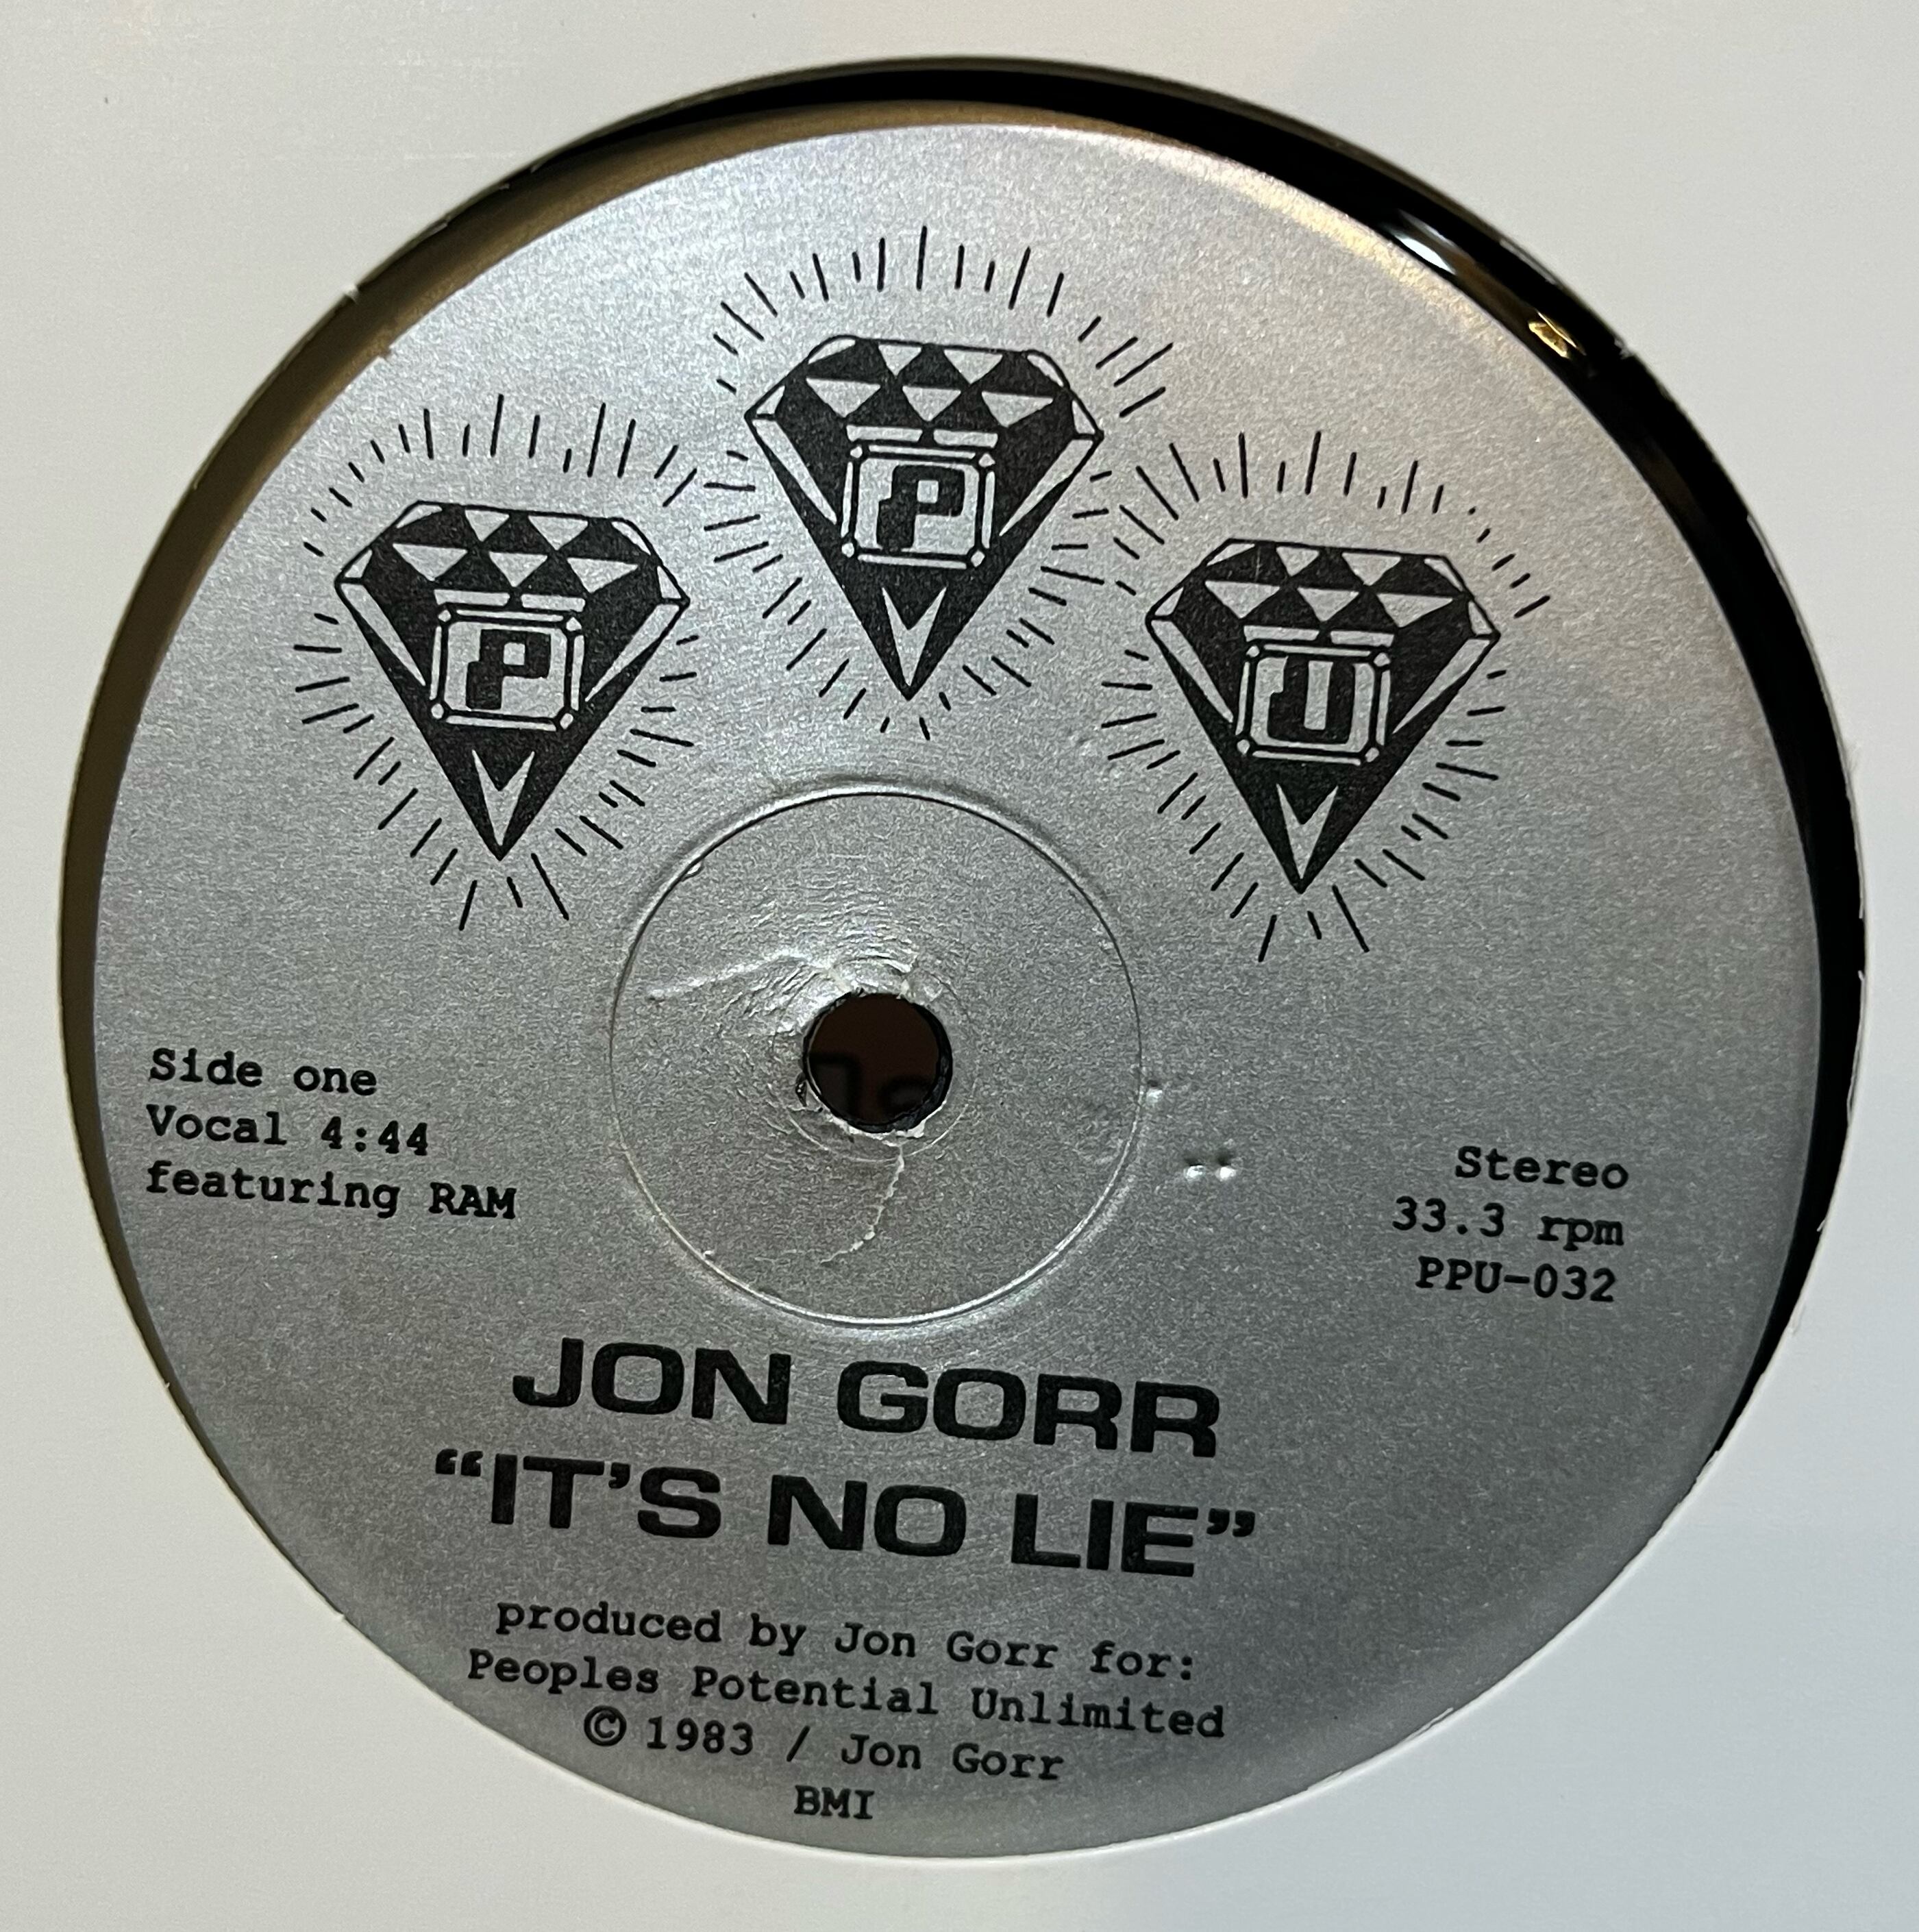 P P U
Side one
Vocal 4:44
featuring RAM
Stereo
33.3 rpm
PPU-032
JON GORR
“IT’S NO LIE”
produced by Jon Gorr for:
Peoples Potential Unlimited
© 1983 / Jon Gorr
BMI